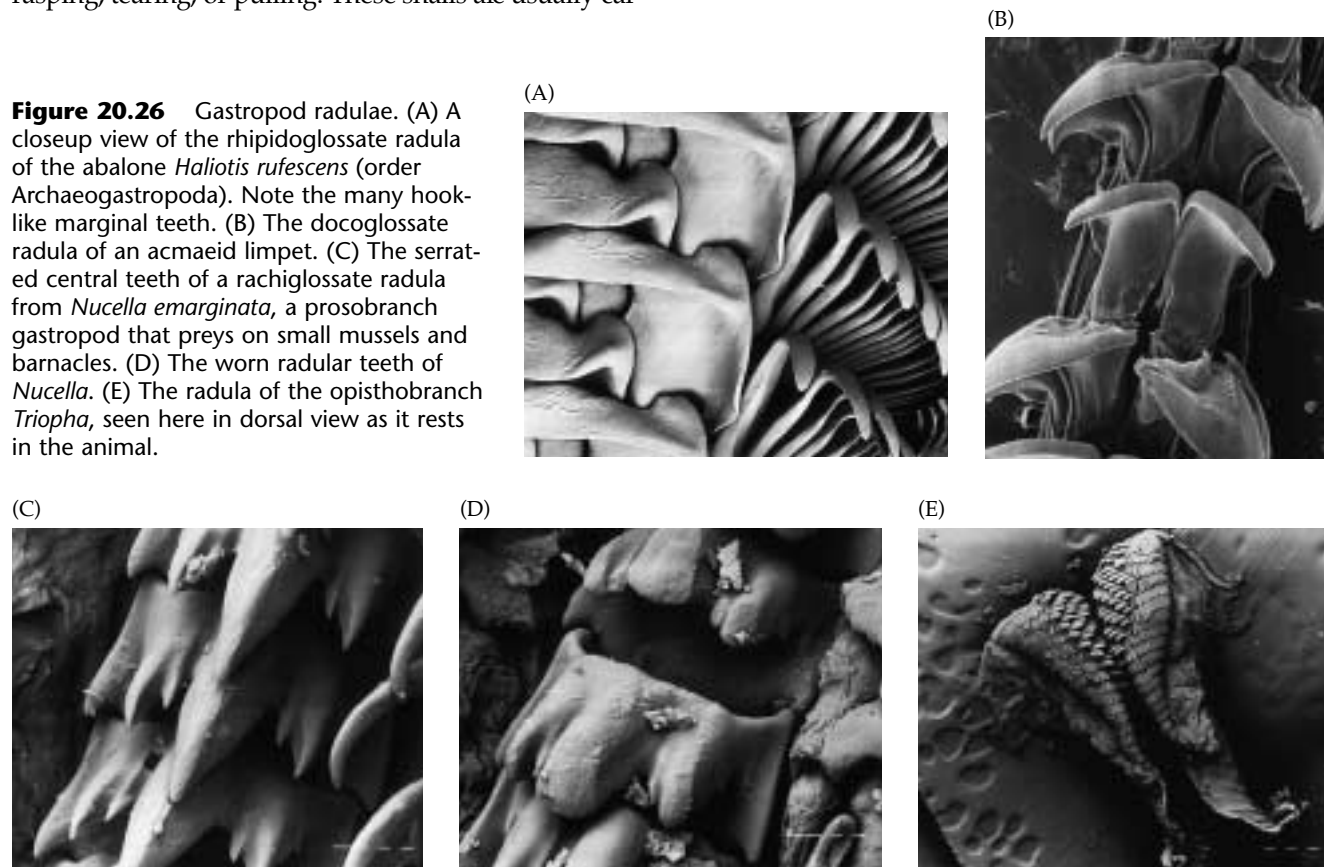 rasping, tearing, or pulling. These snails are usually car-
(B)
(A)
Figure 20.26 Gastropod radulae. (A) A
closeup view of the rhipidoglossate radula
of the abalone Haliotis rufescens (order
Archaeogastropoda). Note the many hook-
like marginal teeth. (B) The docoglossate
radula of an acmaeid limpet. (C) The serrat-
ed central teeth of a rachiglossate radula
from Nucella emarginata, a prosobranch
gastropod that preys on small mussels and
barnacles. (D) The worn radular teeth of
Nucella. (E) The radula of the opisthobranch
Triopha, seen here in dorsal view as it rests
in the animal.
(C)
(D)
(E)